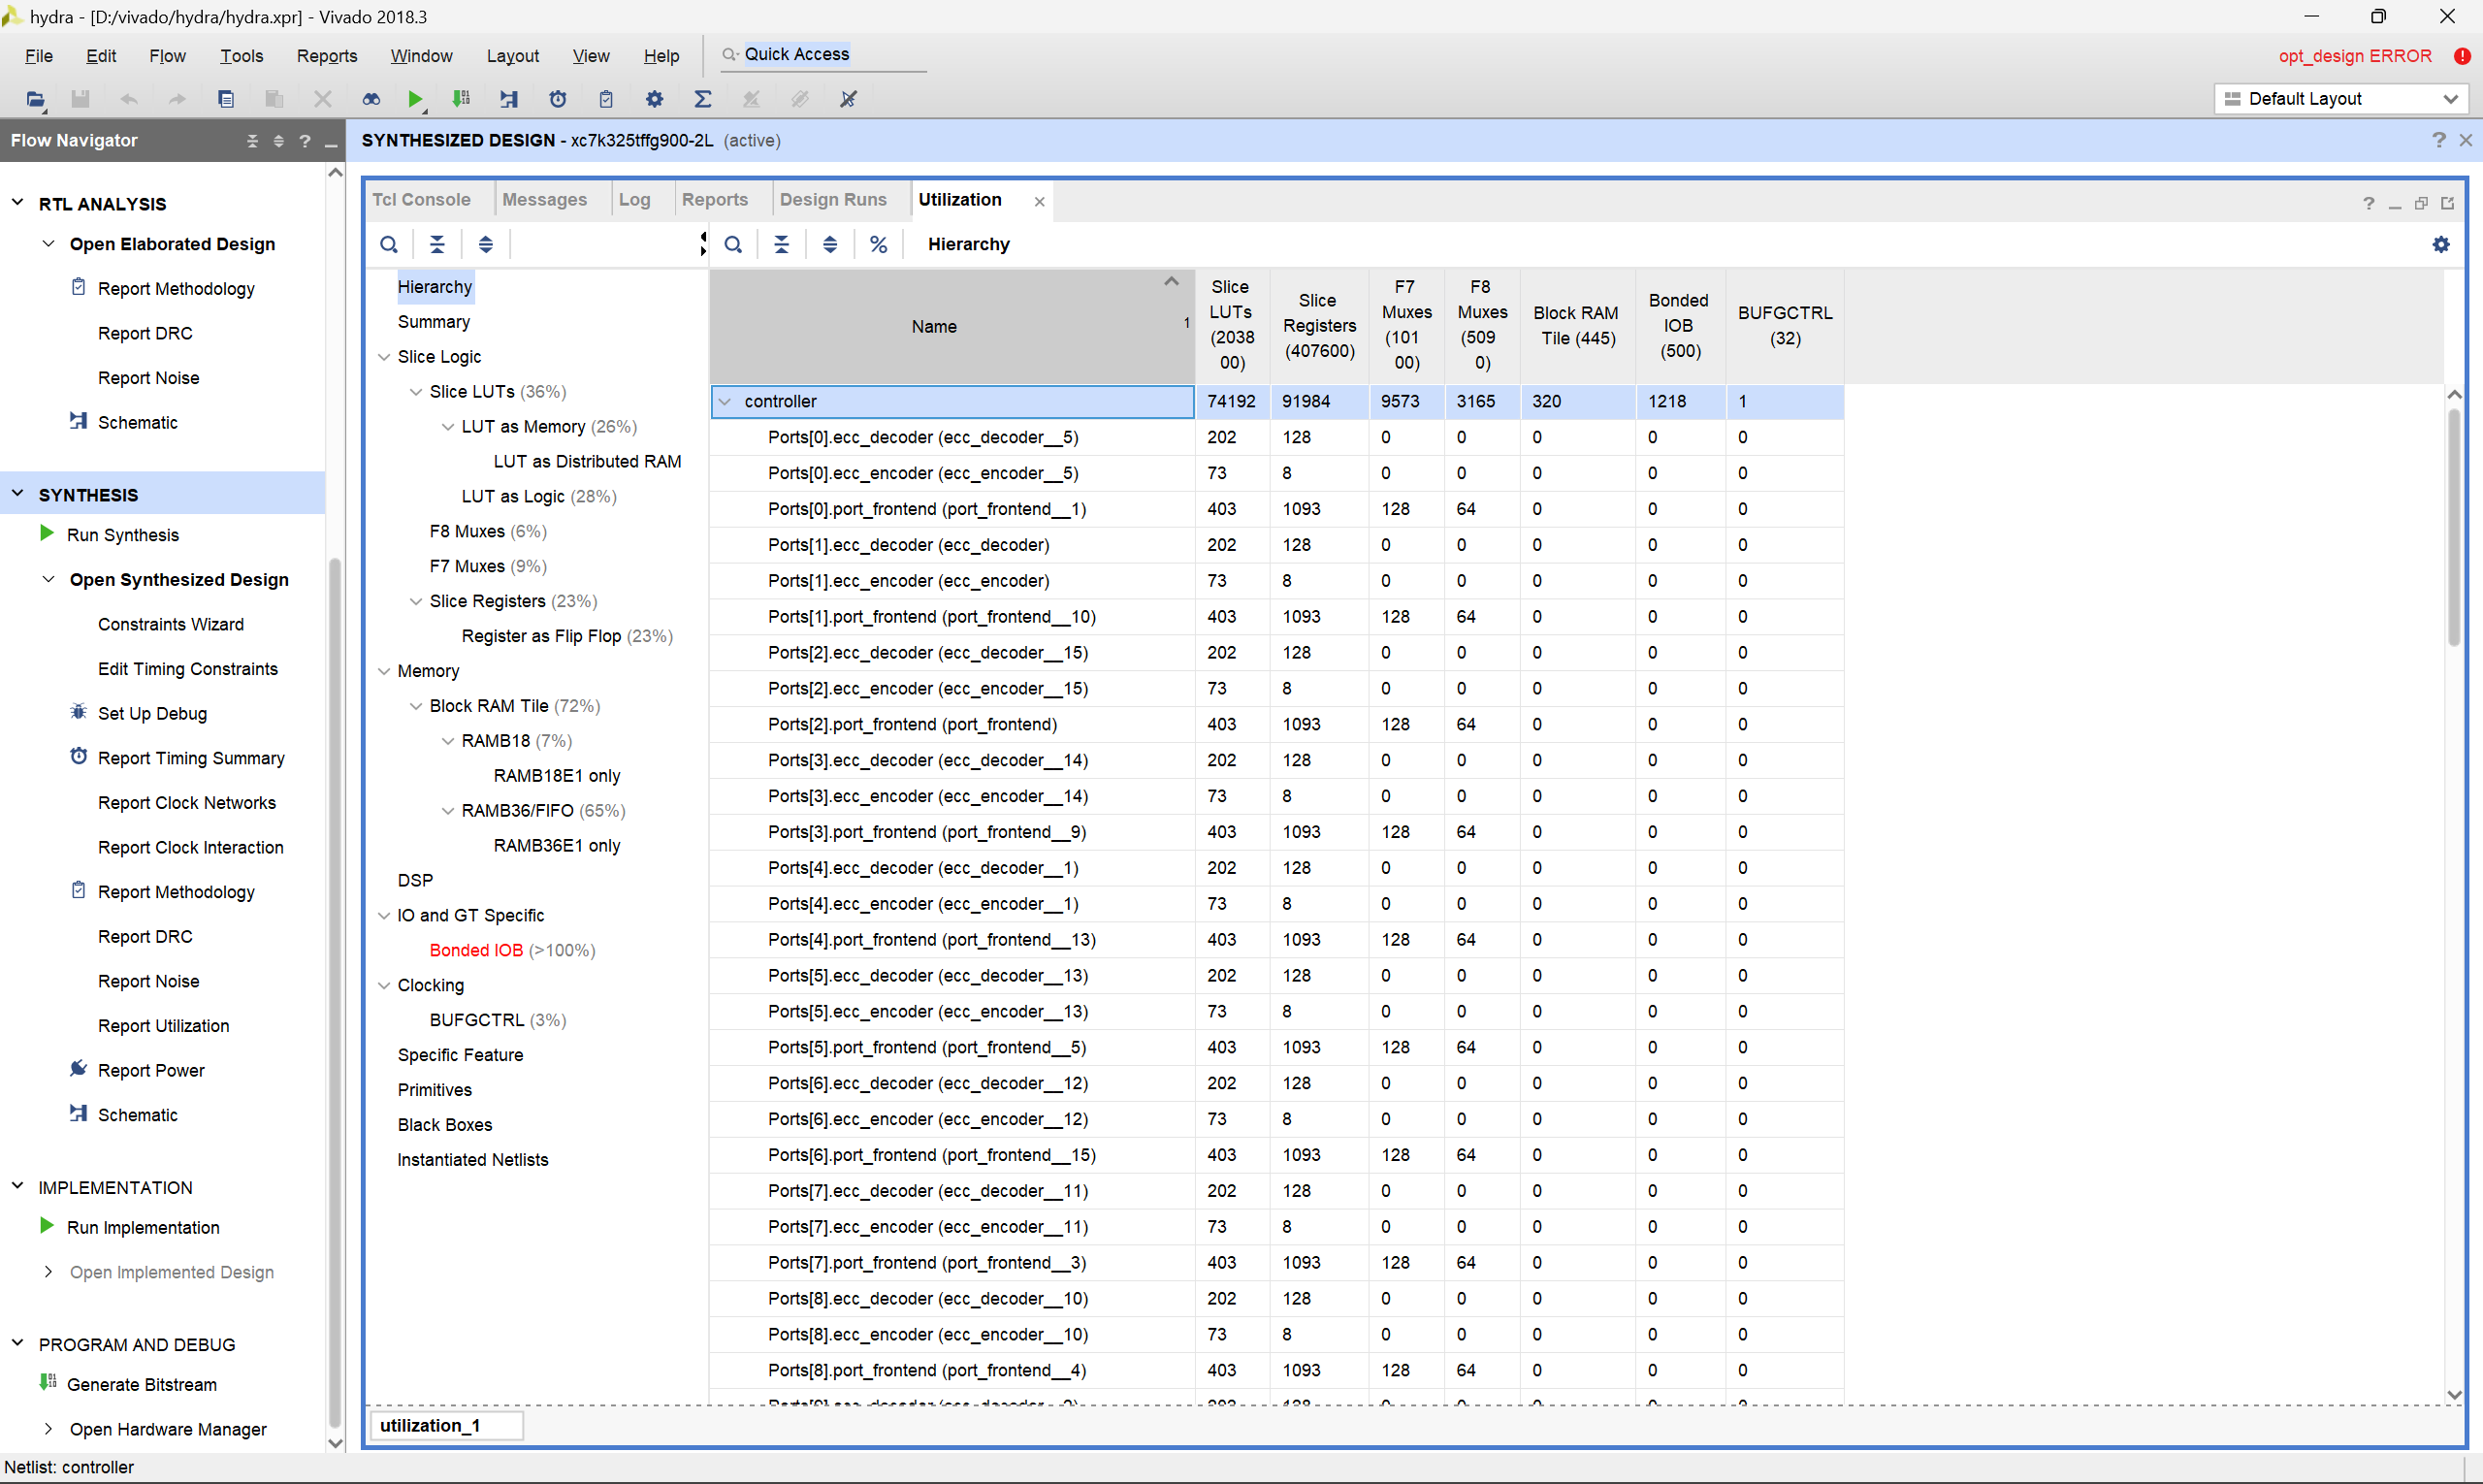 hydra - [D:/vivado/hydra/hydra.xpr] - Vivado 2018.3
File Edit Flow Tools Reports Window Layout View Help Quick Access
opt_design ERROR
Default Layout
Flow Navigator
SYNTHESIZED DESIGN - xc7k325tffg900-2L (active)
RTL ANALYSIS
Open Elaborated Design
Report Methodology
Report DRC
Report Noise
Schematic
SYNTHESIS
Run Synthesis
Open Synthesized Design
Constraints Wizard
Edit Timing Constraints
Set Up Debug
Report Timing Summary
Report Clock Networks
Report Clock Interaction
Report Methodology
Report DRC
Report Noise
Report Utilization
Report Power
Schematic
IMPLEMENTATION
Run Implementation
Open Implemented Design
PROGRAM AND DEBUG
Generate Bitstream
Open Hardware Manager
Tcl Console Messages Log Reports Design Runs Utilization
Hierarchy
Summary
Slice Logic
Slice LUTs (36%)
LUT as Memory (26%)
LUT as Distributed RAM
LUT as Logic (28%)
F8 Muxes (6%)
F7 Muxes (9%)
Slice Registers (23%)
Register as Flip Flop (23%)
Memory
Block RAM Tile (72%)
RAMB18 (7%)
RAMB18E1 only
RAMB36/FIFO (65%)
RAMB36E1 only
DSP
IO and GT Specific
Bonded IOB (>100%)
Clocking
BUFGCTRL (3%)
Specific Feature
Primitives
Black Boxes
Instantiated Netlists
% Hierarchy
Name 1
Slice
LUTs
(2038
00)
Slice
Registers
(407600)
F7
Muxes
(101
00)
F8
Muxes
(509
0)
Block RAM
Tile (445)
Bonded
IOB
(500)
BUFGCTRL
(32)
controller 74192 91984 9573 3165 320 1218 1
Ports[0].ecc_decoder (ecc_decoder__5) 202 128 0 0 0 0 0
Ports[0].ecc_encoder (ecc_encoder__5) 73 8 0 0 0 0 0
Ports[0].port_frontend (port_frontend__1) 403 1093 128 64 0 0 0
Ports[1].ecc_decoder (ecc_decoder) 202 128 0 0 0 0 0
Ports[1].ecc_encoder (ecc_encoder) 73 8 0 0 0 0 0
Ports[1].port_frontend (port_frontend__10) 403 1093 128 64 0 0 0
Ports[2].ecc_decoder (ecc_decoder__15) 202 128 0 0 0 0 0
Ports[2].ecc_encoder (ecc_encoder__15) 73 8 0 0 0 0 0
Ports[2].port_frontend (port_frontend) 403 1093 128 64 0 0 0
Ports[3].ecc_decoder (ecc_decoder__14) 202 128 0 0 0 0 0
Ports[3].ecc_encoder (ecc_encoder__14) 73 8 0 0 0 0 0
Ports[3].port_frontend (port_frontend__9) 403 1093 128 64 0 0 0
Ports[4].ecc_decoder (ecc_decoder__1) 202 128 0 0 0 0 0
Ports[4].ecc_encoder (ecc_encoder__1) 73 8 0 0 0 0 0
Ports[4].port_frontend (port_frontend__13) 403 1093 128 64 0 0 0
Ports[5].ecc_decoder (ecc_decoder__13) 202 128 0 0 0 0 0
Ports[5].ecc_encoder (ecc_encoder__13) 73 8 0 0 0 0 0
Ports[5].port_frontend (port_frontend__5) 403 1093 128 64 0 0 0
Ports[6].ecc_decoder (ecc_decoder__12) 202 128 0 0 0 0 0
Ports[6].ecc_encoder (ecc_encoder__12) 73 8 0 0 0 0 0
Ports[6].port_frontend (port_frontend__15) 403 1093 128 64 0 0 0
Ports[7].ecc_decoder (ecc_decoder__11) 202 128 0 0 0 0 0
Ports[7].ecc_encoder (ecc_encoder__11) 73 8 0 0 0 0 0
Ports[7].port_frontend (port_frontend__3) 403 1093 128 64 0 0 0
Ports[8].ecc_decoder (ecc_decoder__10) 202 128 0 0 0 0 0
Ports[8].ecc_encoder (ecc_encoder__10) 73 8 0 0 0 0 0
Ports[8].port_frontend (port_frontend__4) 403 1093 128 64 0 0 0
utilization_1
Netlist: controller